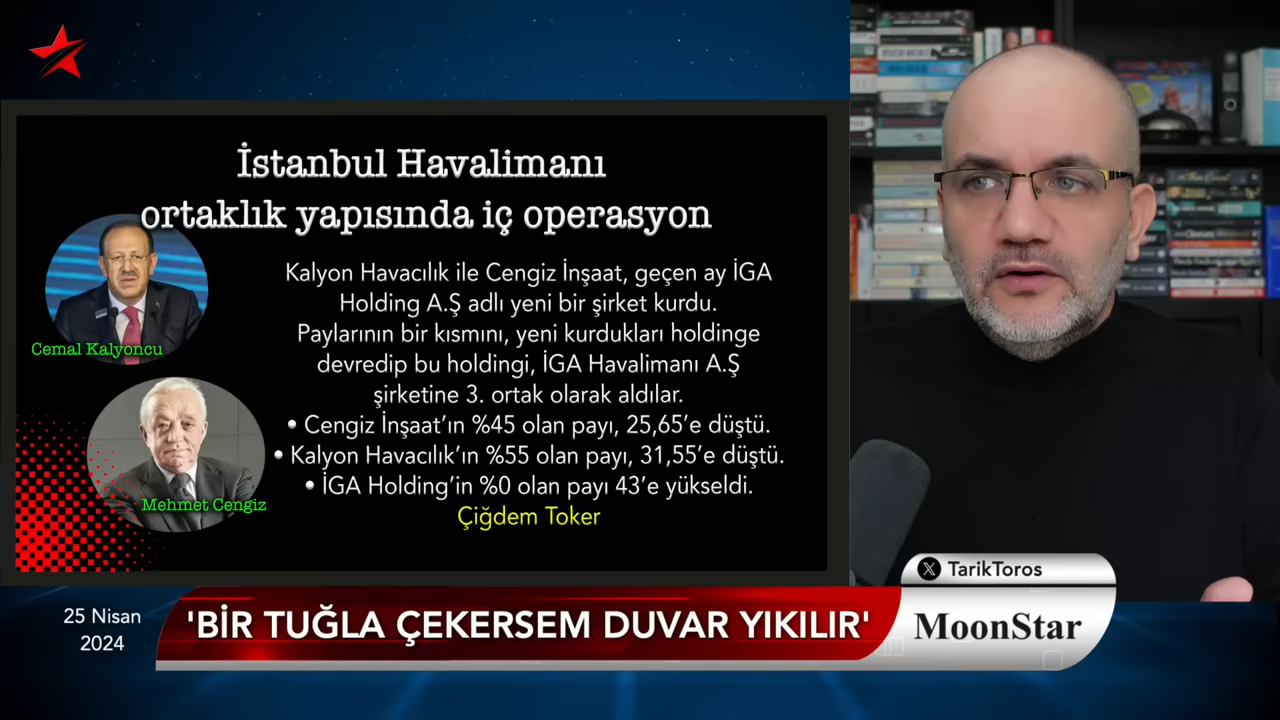 İstanbul Havalimanı
ortaklık yapısında iç operasyon
Kalyon Havacılık ile Cengiz İnşaat, geçen ay İGA
Holding A.Ş adlı yeni bir şirket kurdu.
Paylarının bir kısmını, yeni kurdukları holdinge
devredip bu holdingi, İGA Havalimanı A.Ş
şirketine 3. ortak olarak aldılar.
• Cengiz İnşaat’ın %45 olan payı, 25,65’e düştü.
• Kalyon Havacılık’ın %55 olan payı, 31,55’e düştü.
• İGA Holding’in %0 olan payı 43’e yükseldi.
Çiğdem Toker
Cemal Kalyoncu
Mehmet Cengiz
TarikToros
25 Nisan
2024
'BİR TUĞLA ÇEKERSEM DUVAR YIKILIR'
MoonStar